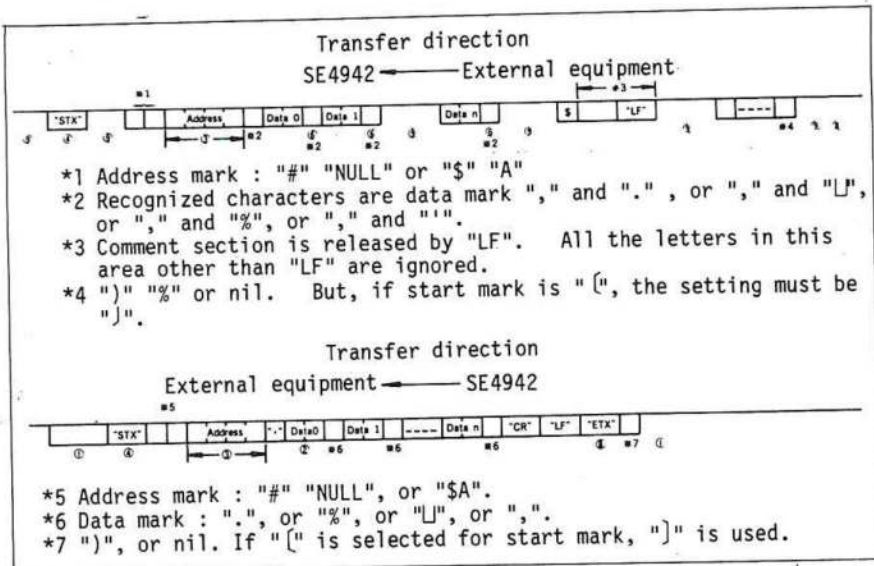 Transfer direction
SE4942 External equipment
*1 *3
"STX" Address Data 0 Data 1 Data n $ "LF" ----
*2 *2 *2 *2 *4
*1 Address mark : "#" "NULL" or "$" "A"
*2 Recognized characters are data mark "," and "." , or "," and "⊔",
or "," and "%", or "," and "'".
*3 Comment section is released by "LF". All the letters in this
area other than "LF" are ignored.
*4 ")" "%" or nil. But, if start mark is "(", the setting must be
")".
Transfer direction
External equipment SE4942
*5
"STX" Address "." Data0 Data 1 ---- Data n "CR" "LF" "ETX"
① ④ ① ② *6 *6 *6 *7
*5 Address mark : "#" "NULL", or "$A".
*6 Data mark : ".", or "%", or "⊔", or ",".
*7 ")", or nil. If "(" is selected for start mark, ")" is used.